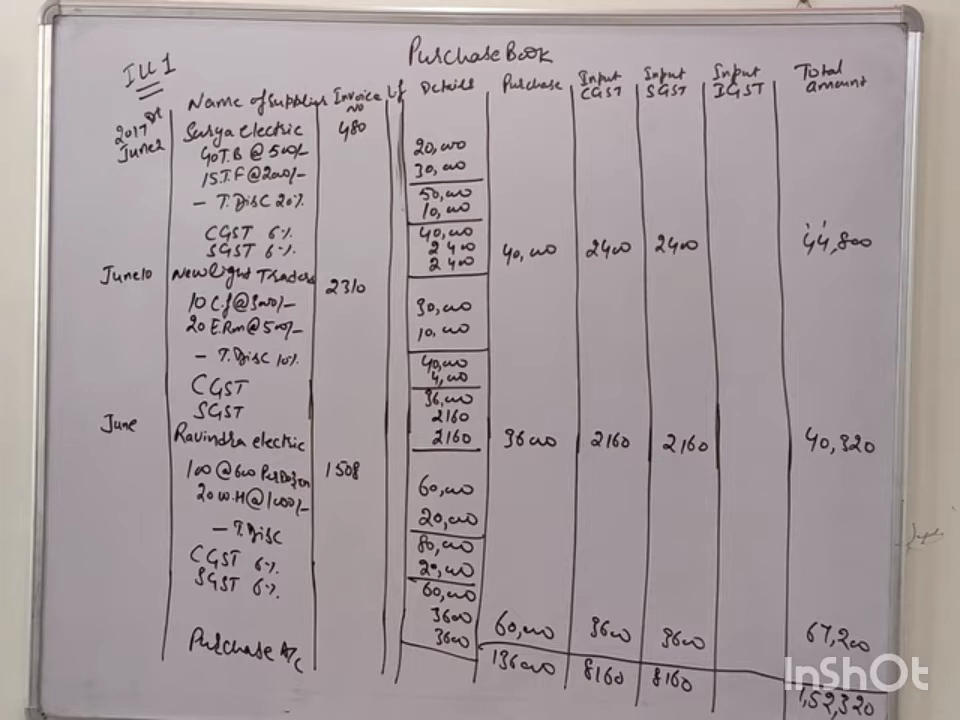 Purchase Book
Ill 1
Date Name of Supplier Invoice No L.f Details Purchase Input CGST Input SGST Input IGST Total amount
2017
June 2 Surya electric 480
40 T.B @ 500/- 20,000
15 T.F @ 2000/- 30,000
50,000
- T. Disc 20% 10,000
CGST 6% 40,000
SGST 6% 2400 40,000 2400 2400 44,800
2400
June 10 New light Traders 2310
10 C.f @ 3000/- 30,000
20 E.Rm @ 500/- 10,000
- T. Disc 10% 40,000
4,000
CGST 36,000
SGST 2160
June Ravindra electric 2160 36000 2160 2160 40,320
100 @ 600 Per Dozen 1508
60,000
20 W.H @ 1000/-
20,000
- T. Disc
80,000
CGST 6% 20,000
SGST 6% 60,000
3600
3600 60,000 3600 3600 67,200
Purchase A/c 136000 8160 8160 1,52,320
InShOt